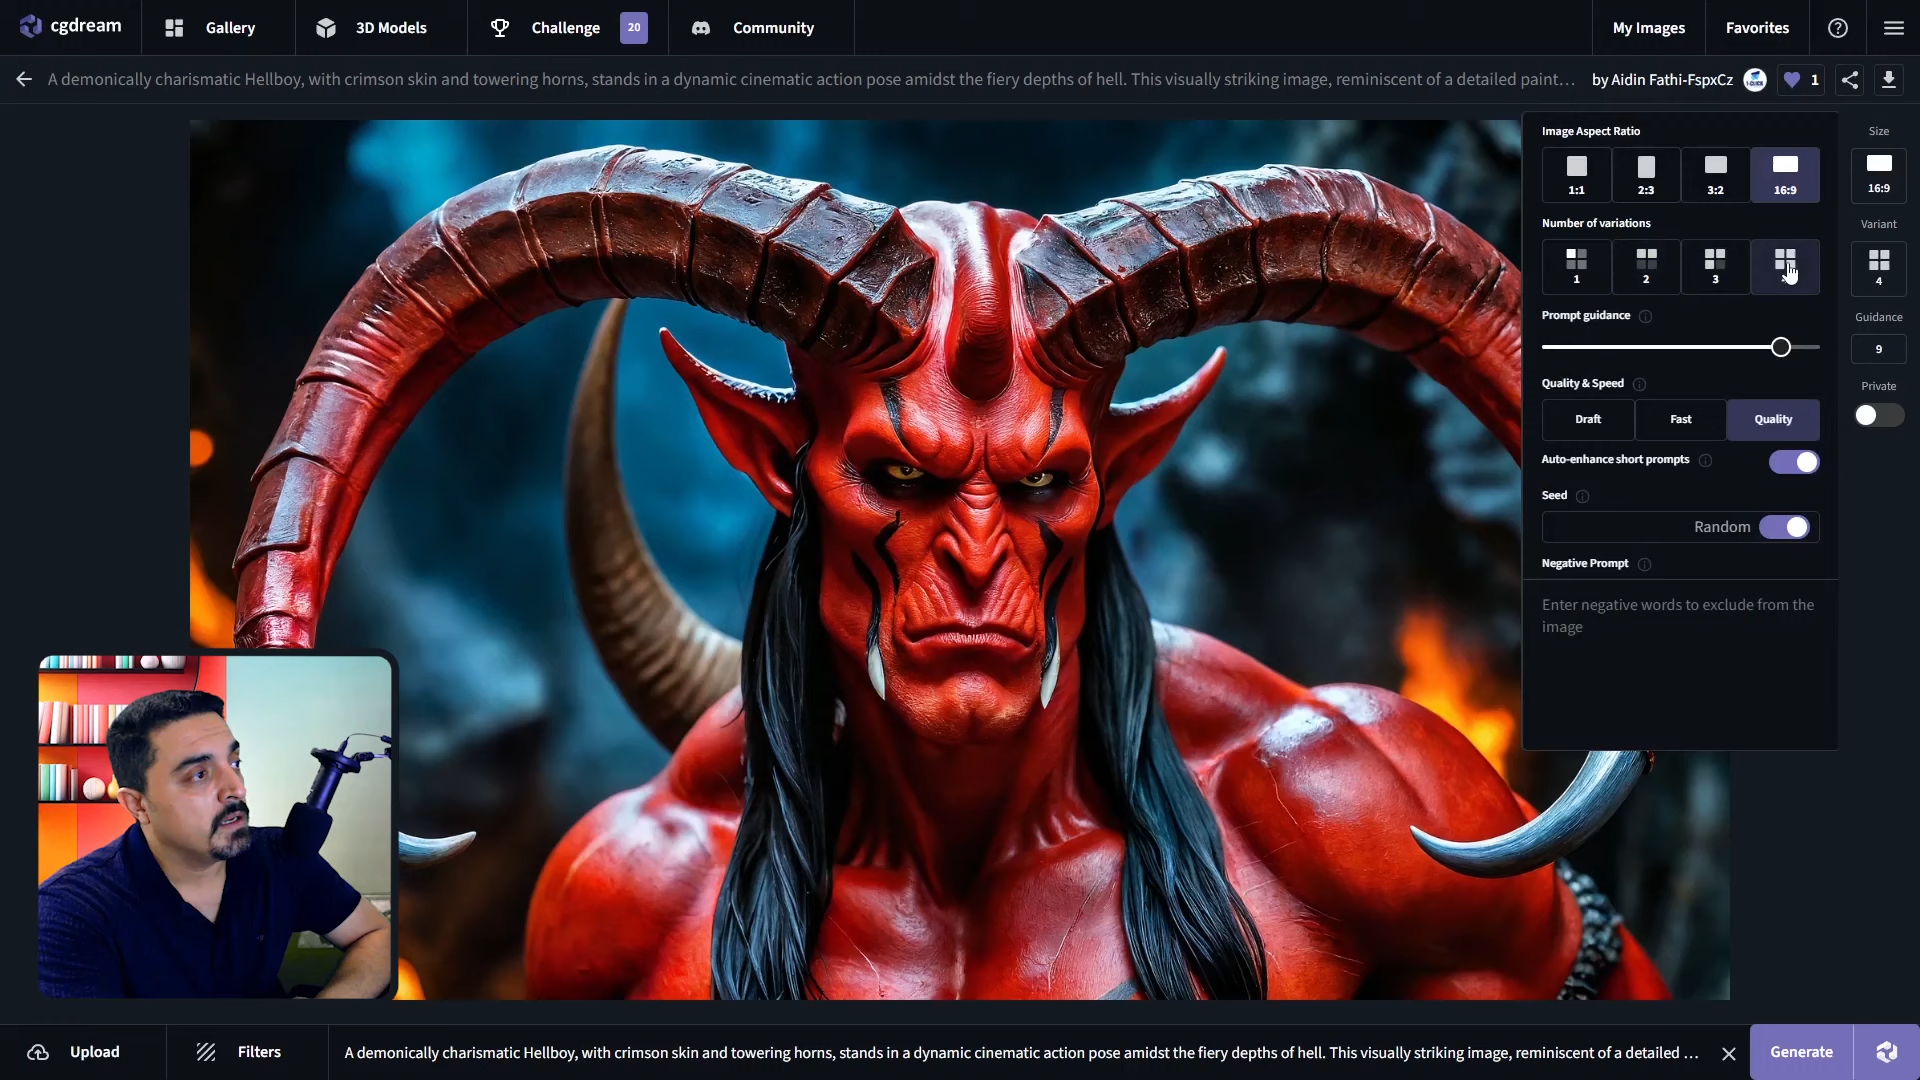 cgdream
Gallery
3D Models
Challenge
20
Community
My Images
Favorites
A demonically charismatic Hellboy, with crimson skin and towering horns, stands in a dynamic cinematic action pose amidst the fiery depths of hell. This visually striking image, reminiscent of a detailed paint...
by Aidin Fathi-FspxCz
1
Image Aspect Ratio
1:1
2:3
3:2
16:9
Number of variations
1
2
3
Prompt guidance
Quality & Speed
Draft
Fast
Quality
Auto-enhance short prompts
Seed
Random
Negative Prompt
Enter negative words to exclude from the
image
Size
16:9
Variant
4
Guidance
9
Private
Upload
Filters
A demonically charismatic Hellboy, with crimson skin and towering horns, stands in a dynamic cinematic action pose amidst the fiery depths of hell. This visually striking image, reminiscent of a detailed ...
Generate